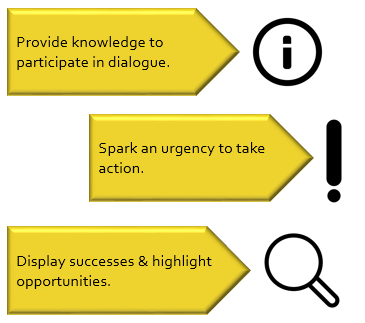 Provide knowledge to
participate in dialogue.
Spark an urgency to take
action.
Display successes & highlight
opportunities.